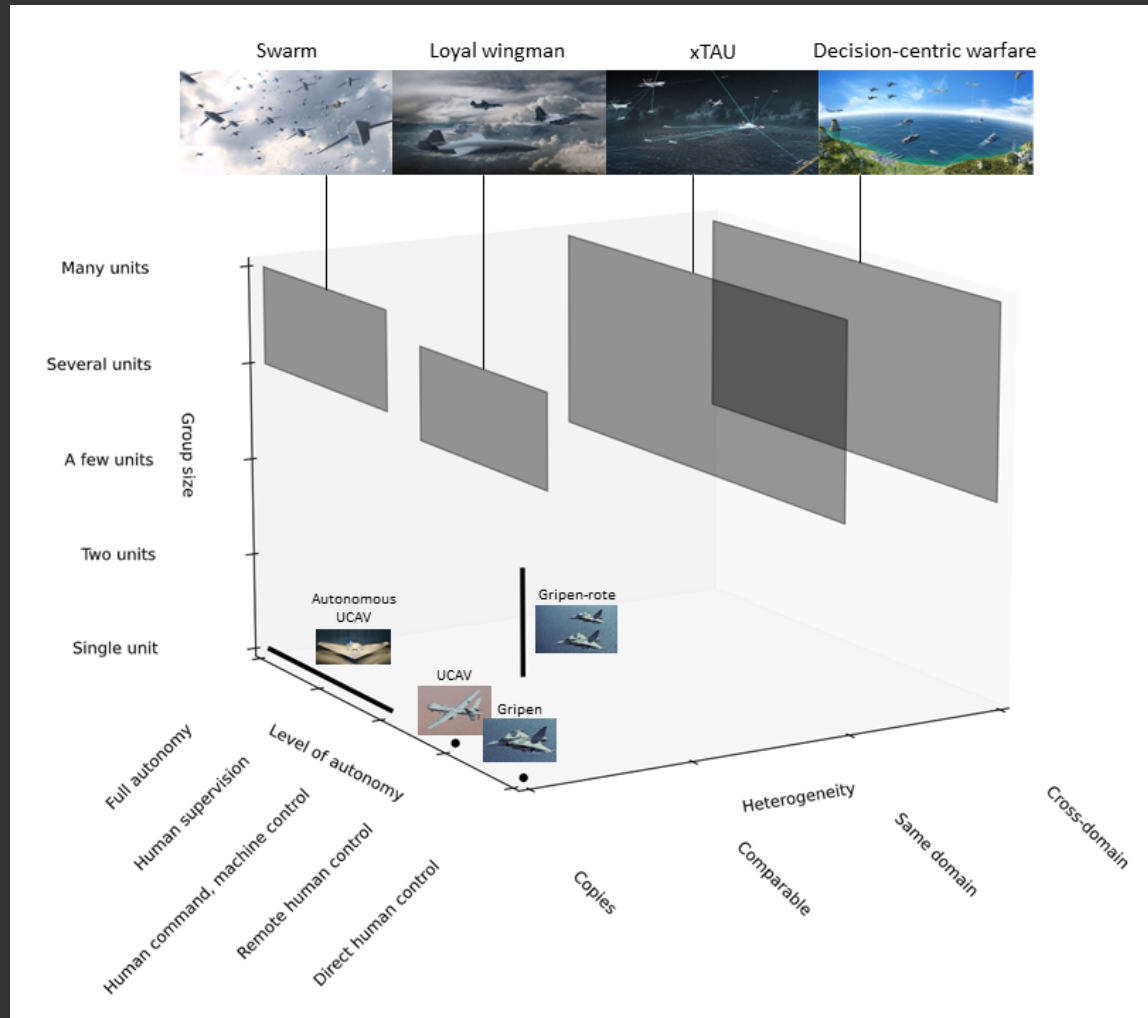 Swarm
Loyal wingman
xTAU
Decision-centric warfare
Many units
Several units
A few units
Two units
Single unit
Group size
Autonomous
UCAV
Gripen-rote
UCAV
Gripen
Full autonomy
Human supervision
Human command, machine control
Remote human control
Direct human control
Level of autonomy
Heterogeneity
Copies
Comparable
Same domain
Cross-domain